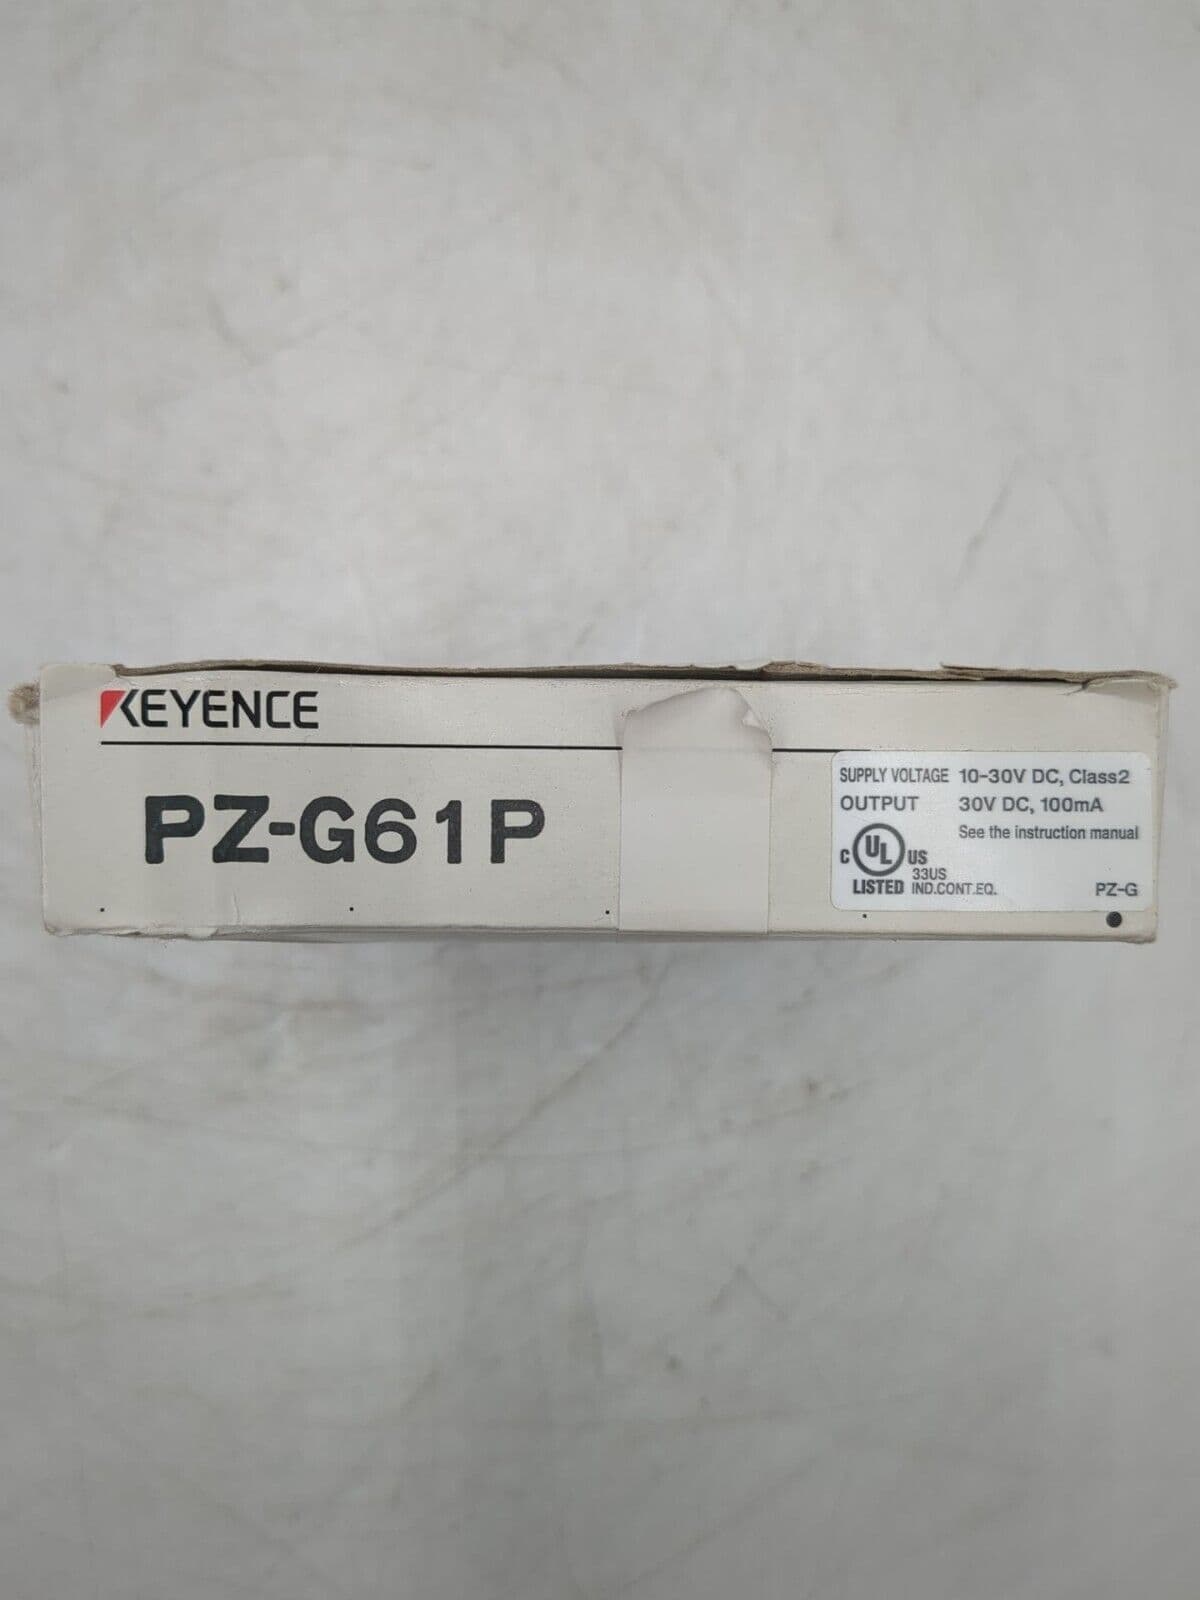 KEYENCE
PZ-G61P
SUPPLY VOLTAGE 10-30V DC, Class2
OUTPUT 30V DC, 100mA
See the instruction manual
C UL US
33US
LISTED IND.CONT.EQ.
PZ-G